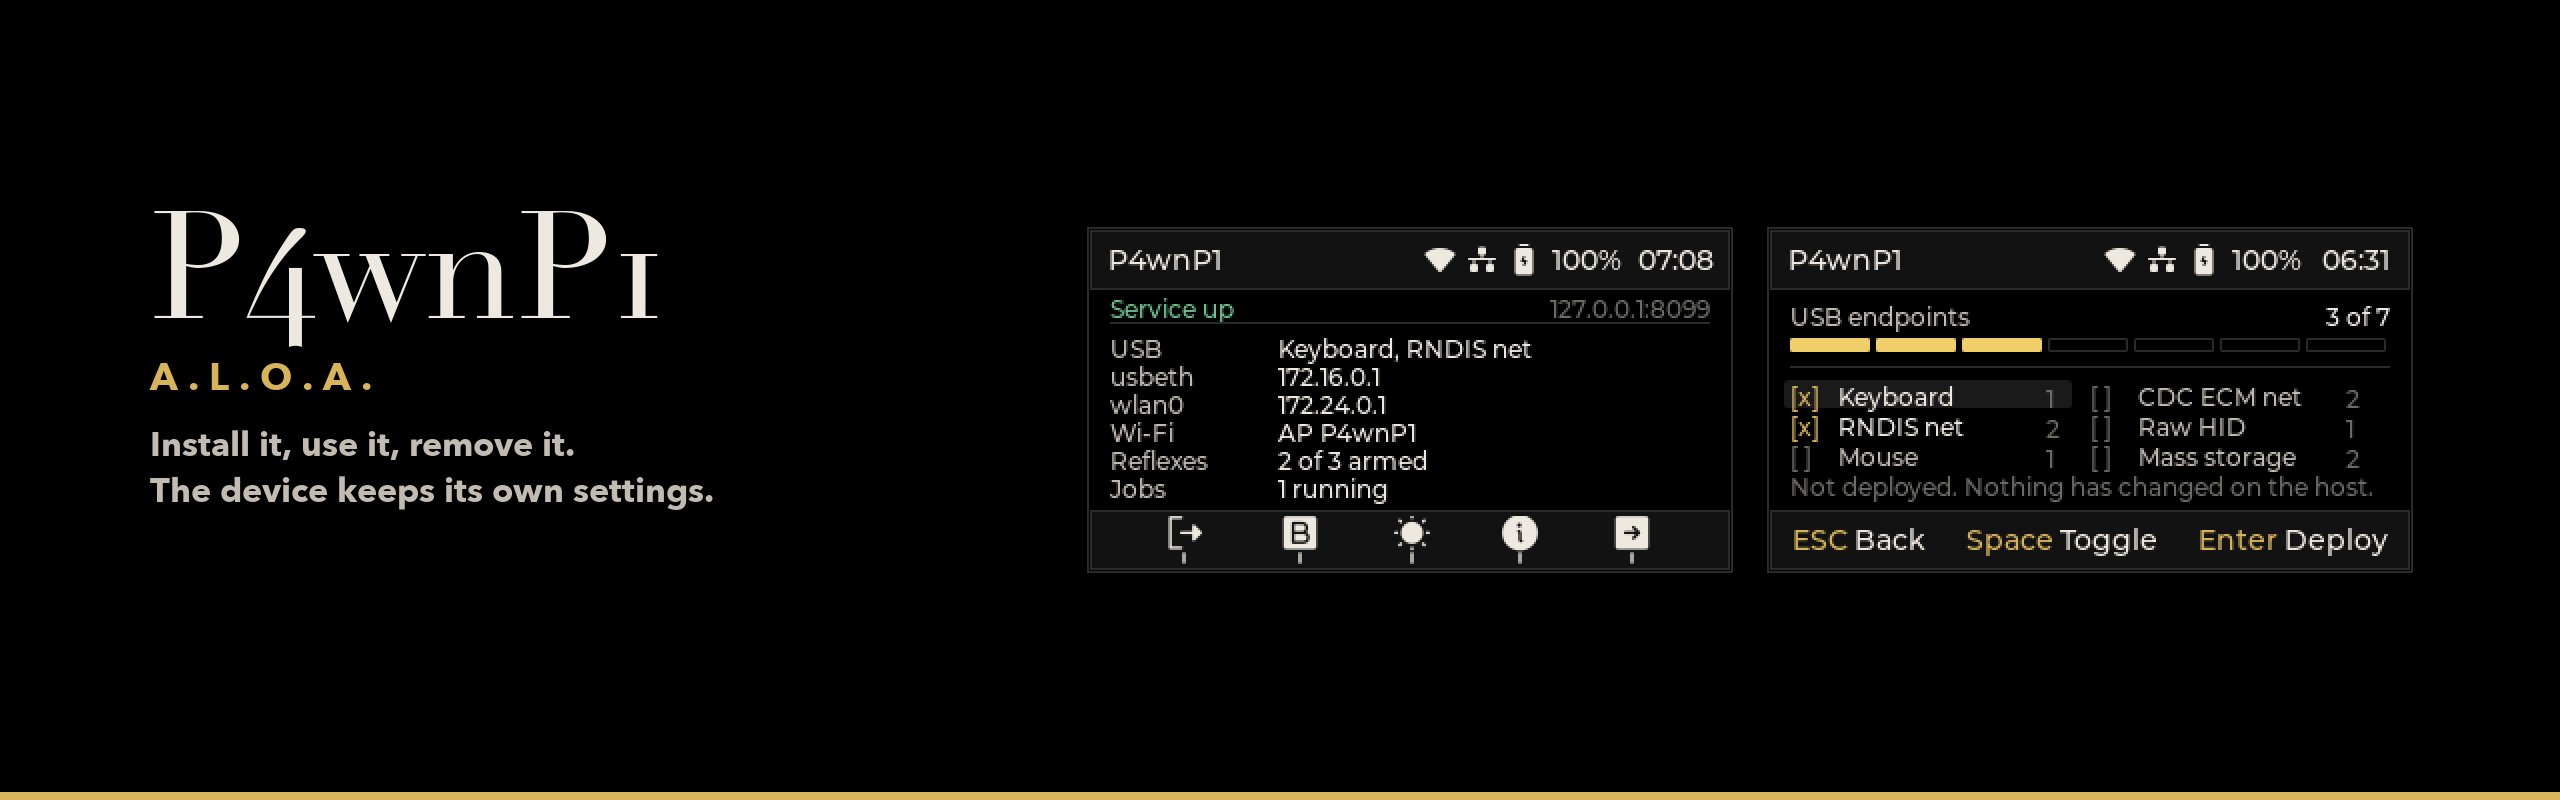 P4wnP1
A.L.O.A.
Install it, use it, remove it.
The device keeps its own settings.
P4wnP1 100% 07:08
Service up 127.0.0.1:8099
USB Keyboard, RNDIS net
usbeth 172.16.0.1
wlan0 172.24.0.1
Wi-Fi AP P4wnP1
Reflexes 2 of 3 armed
Jobs 1 running
B
i
P4wnP1 100% 06:31
USB endpoints 3 of 7
[x] Keyboard 1 [ ] CDC ECM net 2
[x] RNDIS net 2 [ ] Raw HID 1
[ ] Mouse 1 [ ] Mass storage 2
Not deployed. Nothing has changed on the host.
ESC Back Space Toggle Enter Deploy